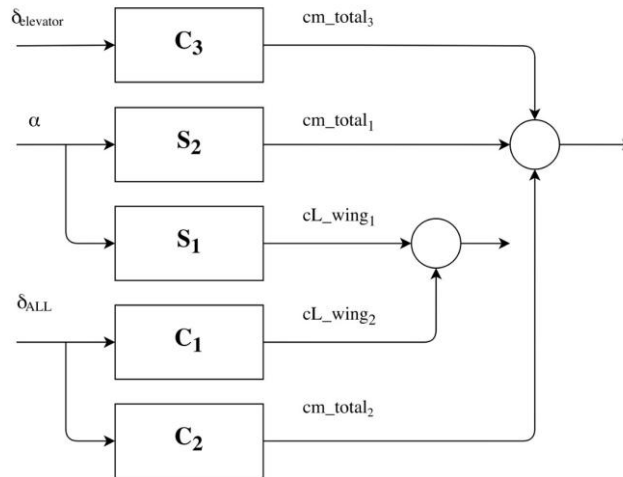 δelevator
cm_total3
C3
α
cm_total1
S2
cL_wing1
S1
δALL
cL_wing2
C1
cm_total2
C2